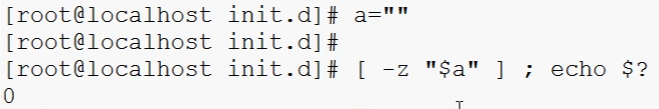 [root@localhost init.d]# a=""
[root@localhost init.d]#
[root@localhost init.d]# [ -z "$a" ] ; echo $?
0